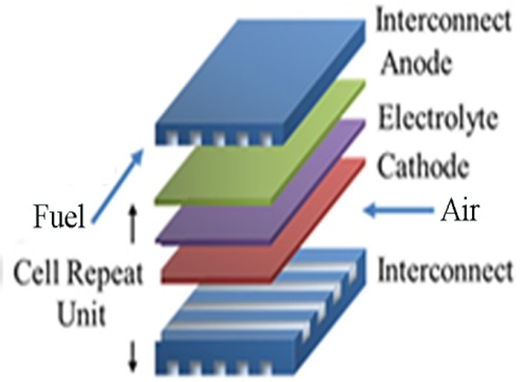 Interconnect
Anode
Electrolyte
Cathode
Fuel
Air
Cell Repeat
Unit
Interconnect